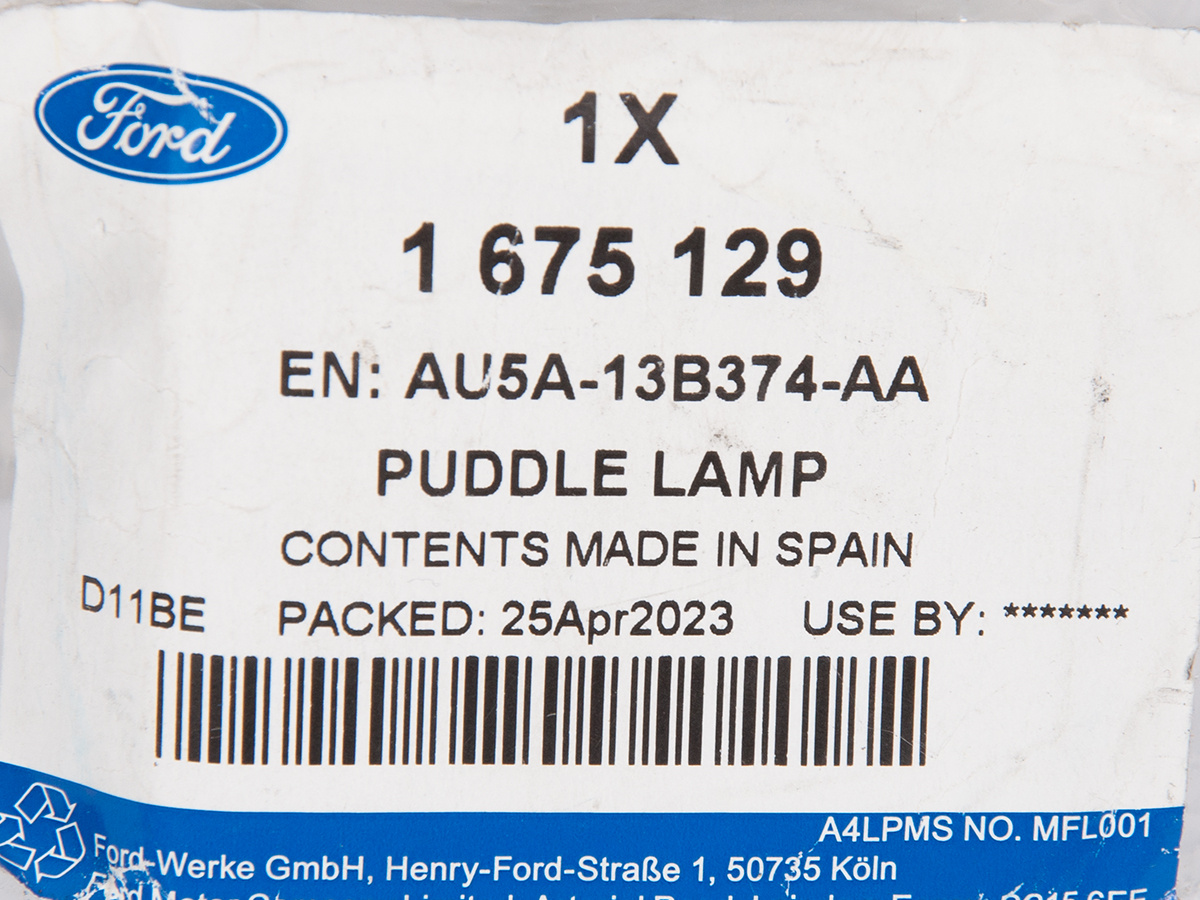 Ford
1X
1 675 129
EN: AU5A-13B374-AA
PUDDLE LAMP
CONTENTS MADE IN SPAIN
D11BE PACKED: 25Apr2023 USE BY: *******
A4LPMS NO. MFL001
Ford-Werke GmbH, Henry-Ford-Straße 1, 50735 Köln